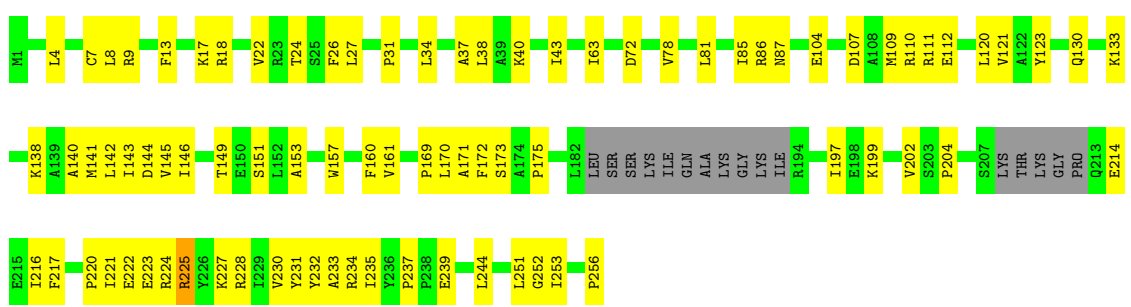 M1 L4 C7 L8 R9 F13 K17 R18 V22 R23 T24 S25 F26 L27 P31 L34 A37 L38 A39 K40 I43 I63 D72 V78 L81 I85 R86 N87 E104 D107 A108 M109 R110 R111 E112 L120 V121 A122 Y123 Q130 K133
K138 A139 A140 M141 L142 I143 D144 V145 I146 T149 E150 S151 L152 A153 W157 F160 V161 P169 L170 A171 F172 S173 A174 P175 L182 LEU SER SER LYS ILE GLN ALA LYS GLY LYS ILE R194 I197 E198 K199 V202 S203 P204 S207 LYS THR LYS GLY PRO Q213 E214
E215 I216 F217 P220 I221 E222 E223 R224 R225 Y226 K227 R228 I229 V230 Y231 Y232 A233 R234 I235 Y236 P237 P238 E239 L244 L251 G252 I253 P256